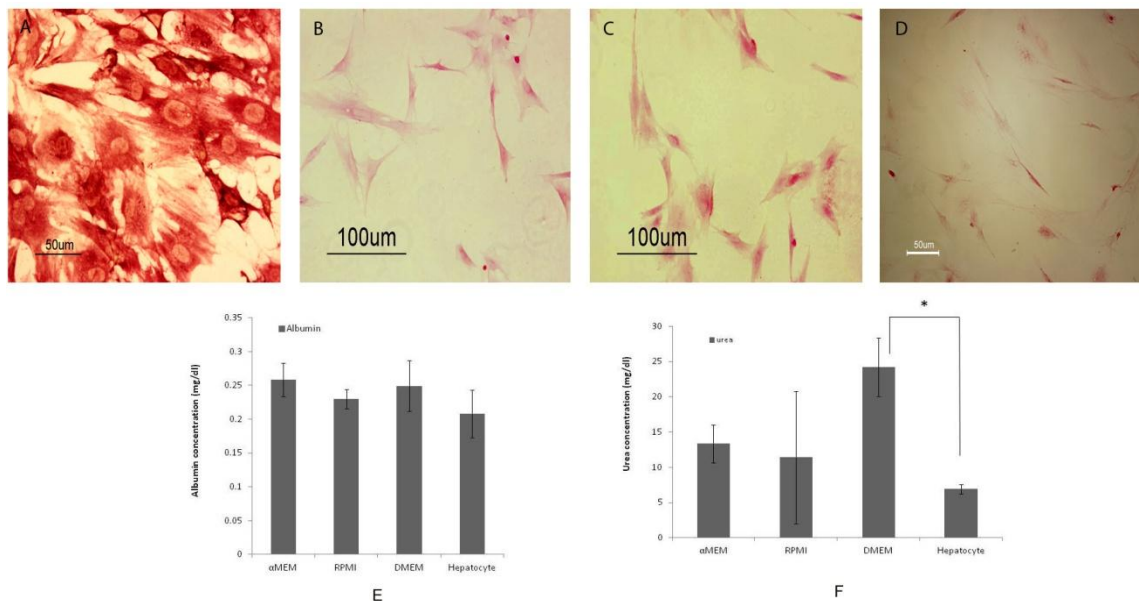 A
B
C
D
50um
100um
100um
50um
Albumin
Albumin concentration (mg/dl)
0.35
0.3
0.25
0.2
0.15
0.1
0.05
0
αMEM RPMI DMEM Hepatocyte
E
*
urea
Urea concentration (mg/dl)
30
25
20
15
10
5
0
αMEM RPMI DMEM Hepatocyte
F